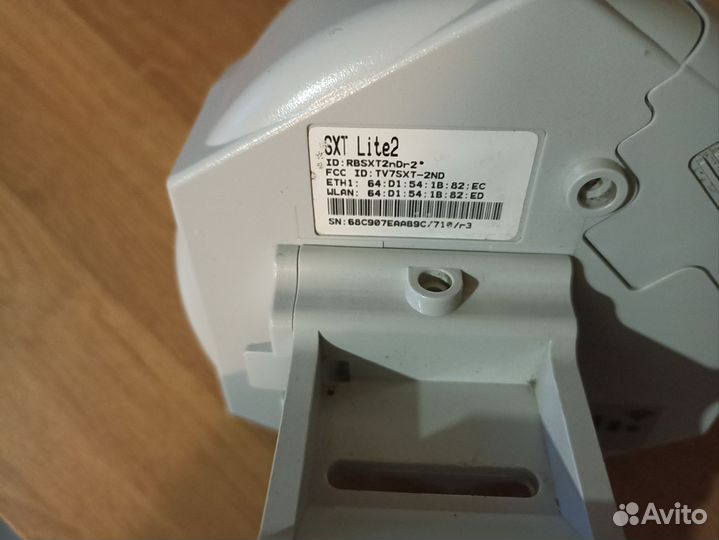 SXT Lite2
ID:RBSXT2nDr2*
FCC ID:TV7SXT-2ND
ETH1: 64:D1:54:1B:82:EC
WLAN: 64:D1:54:1B:82:ED
SN:68C907EAAB9C/710/r3
Avito